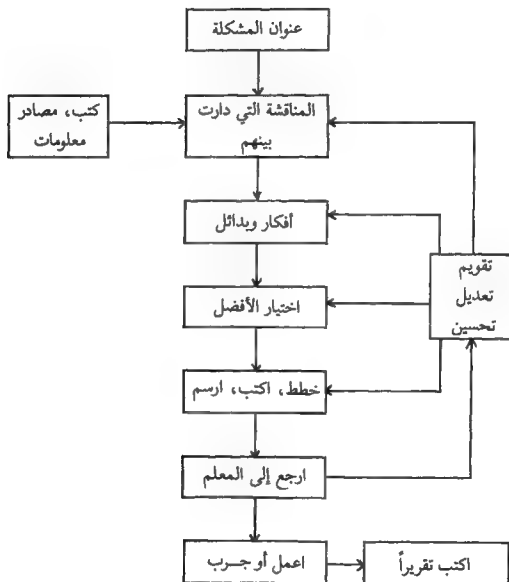 عنوان المشكلة
المناقشة التي دارت
بينهم
كتب، مصادر
معلومات
أفكار وبدائل
تقويم
تعديل
تحسين
اختيار الأفضل
خطط، اكتب، ارسم
ارجع إلى المعلم
اعمل أو جـــرب
اكتب تقريراً